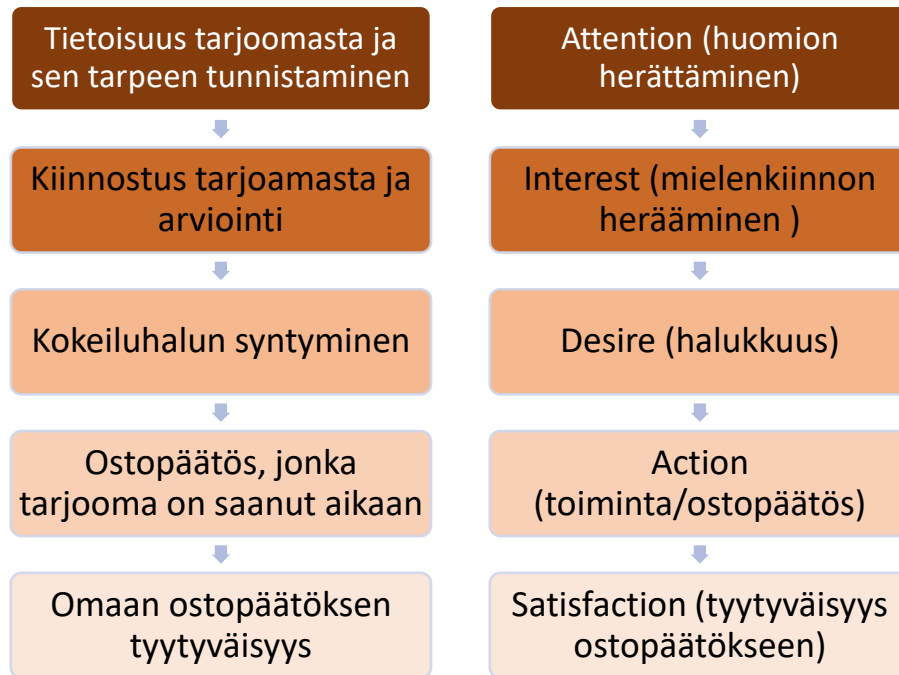 Tietoisuus tarjoomasta ja
sen tarpeen tunnistaminen
Kiinnostus tarjoamasta ja
arviointi
Kokeiluhalun syntyminen
Ostopäätös, jonka
tarjooma on saanut aikaan
Omaan ostopäätöksen
tyytyväisyys
Attention (huomion
herättäminen)
Interest (mielenkiinnon
herääminen )
Desire (halukkuus)
Action
(toiminta/ostopäätös)
Satisfaction (tyytyväisyys
ostopäätökseen)